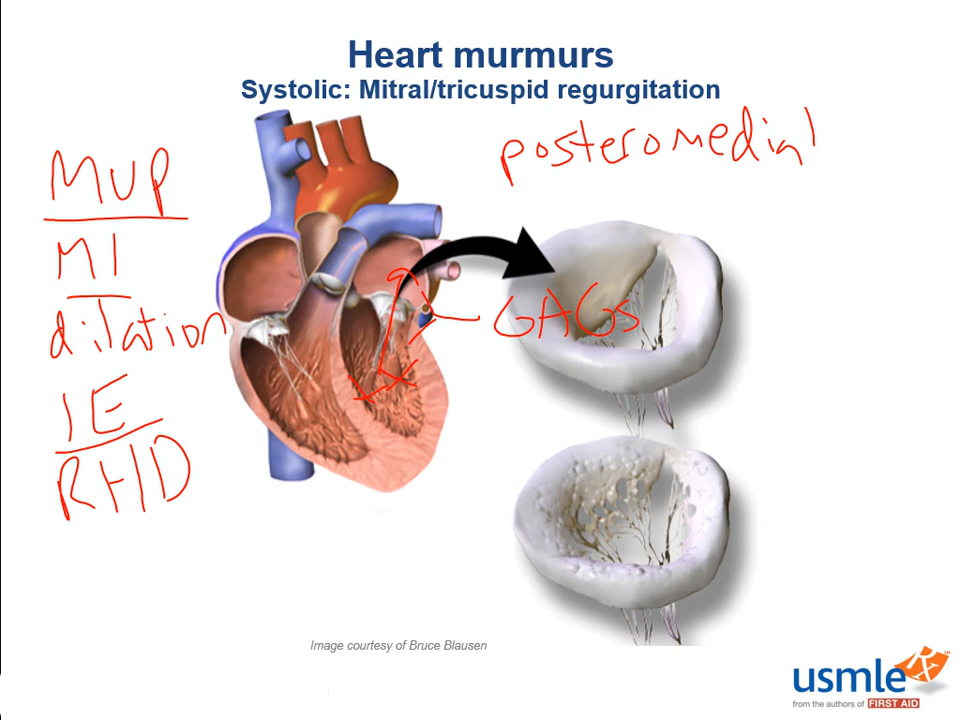 Heart murmurs
Systolic: Mitral/tricuspid regurgitation
posteromedial
MVP
MI
dilation
IE
RHD
GAGs
Image courtesy of Bruce Blausen
usmle Rx™
from the authors of FIRST AID